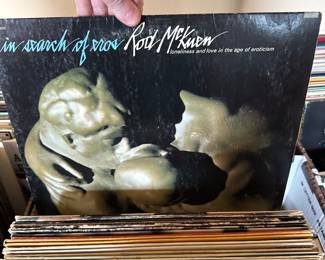 in search of eros Rod McKuen
loneliness and love in the age of eroticism